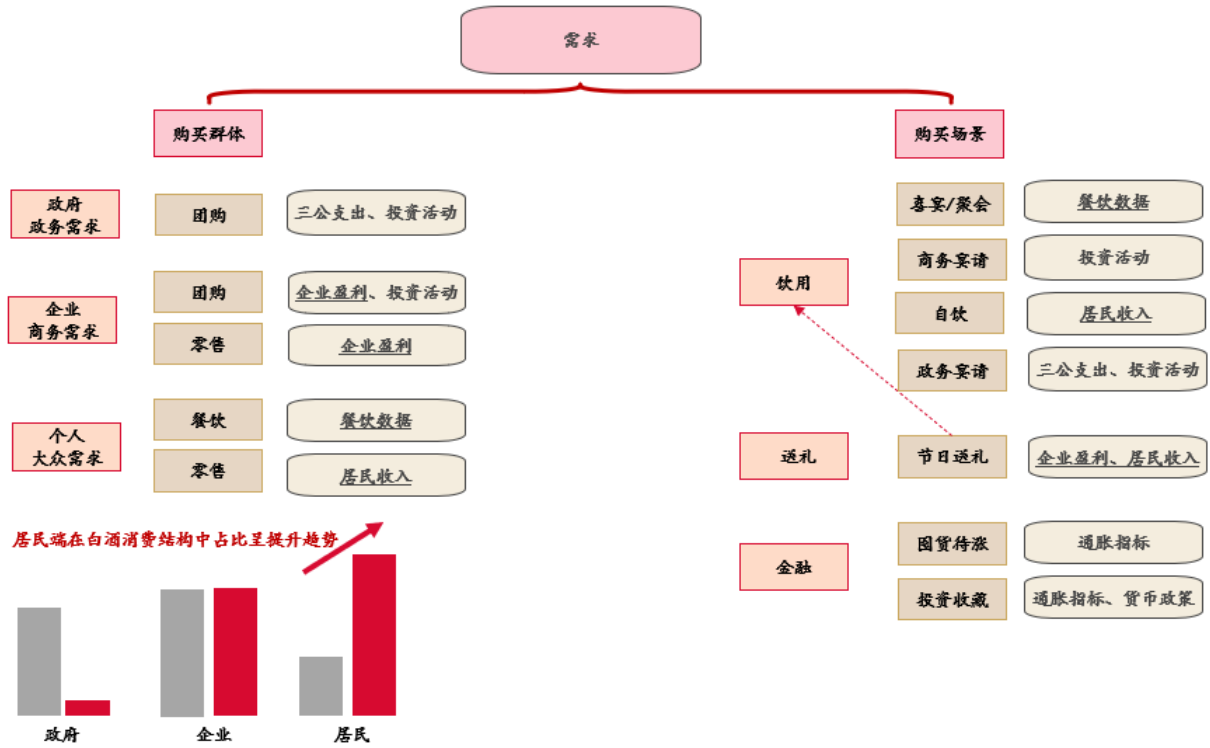 需求
购买群体
政府
政务需求
团购
三公支出、投资活动
企业
商务需求
团购
企业盈利、投资活动
零售
企业盈利
个人
大众需求
餐饮
餐饮数据
零售
居民收入
居民端在白酒消费结构中占比呈提升趋势
政府
企业
居民
购买场景
饮用
喜宴/聚会
餐饮数据
商务宴请
投资活动
自饮
居民收入
政务宴请
三公支出、投资活动
送礼
节日送礼
企业盈利、居民收入
金融
囤货待涨
通胀指标
投资收藏
通胀指标、货币政策